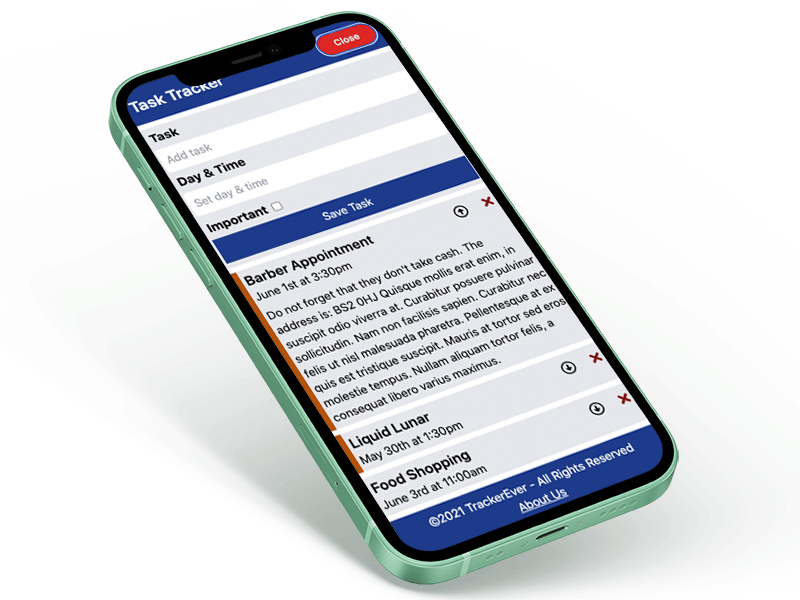 Close
Task Tracker
Task
Add task
Day & Time
Set day & time
Important
Save Task
Barber Appointment
June 1st at 3:30pm
Do not forget that they don't take cash. The
address is: BS2 0HJ Quisque mollis erat enim, in
suscipit odio viverra at. Curabitur posuere pulvinar
sollicitudin. Nam non facilisis sapien. Curabitur nec
felis ut nisl malesuada pharetra. Pellentesque at ex
quis est tristique suscipit. Mauris at tortor sed eros
molestie tempus. Nullam aliquam tortor felis, a
consequat libero varius maximus.
Liquid Lunar
May 30th at 1:30pm
Food Shopping
June 3rd at 11:00am
©2021 TrackerEver - All Rights Reserved
About Us